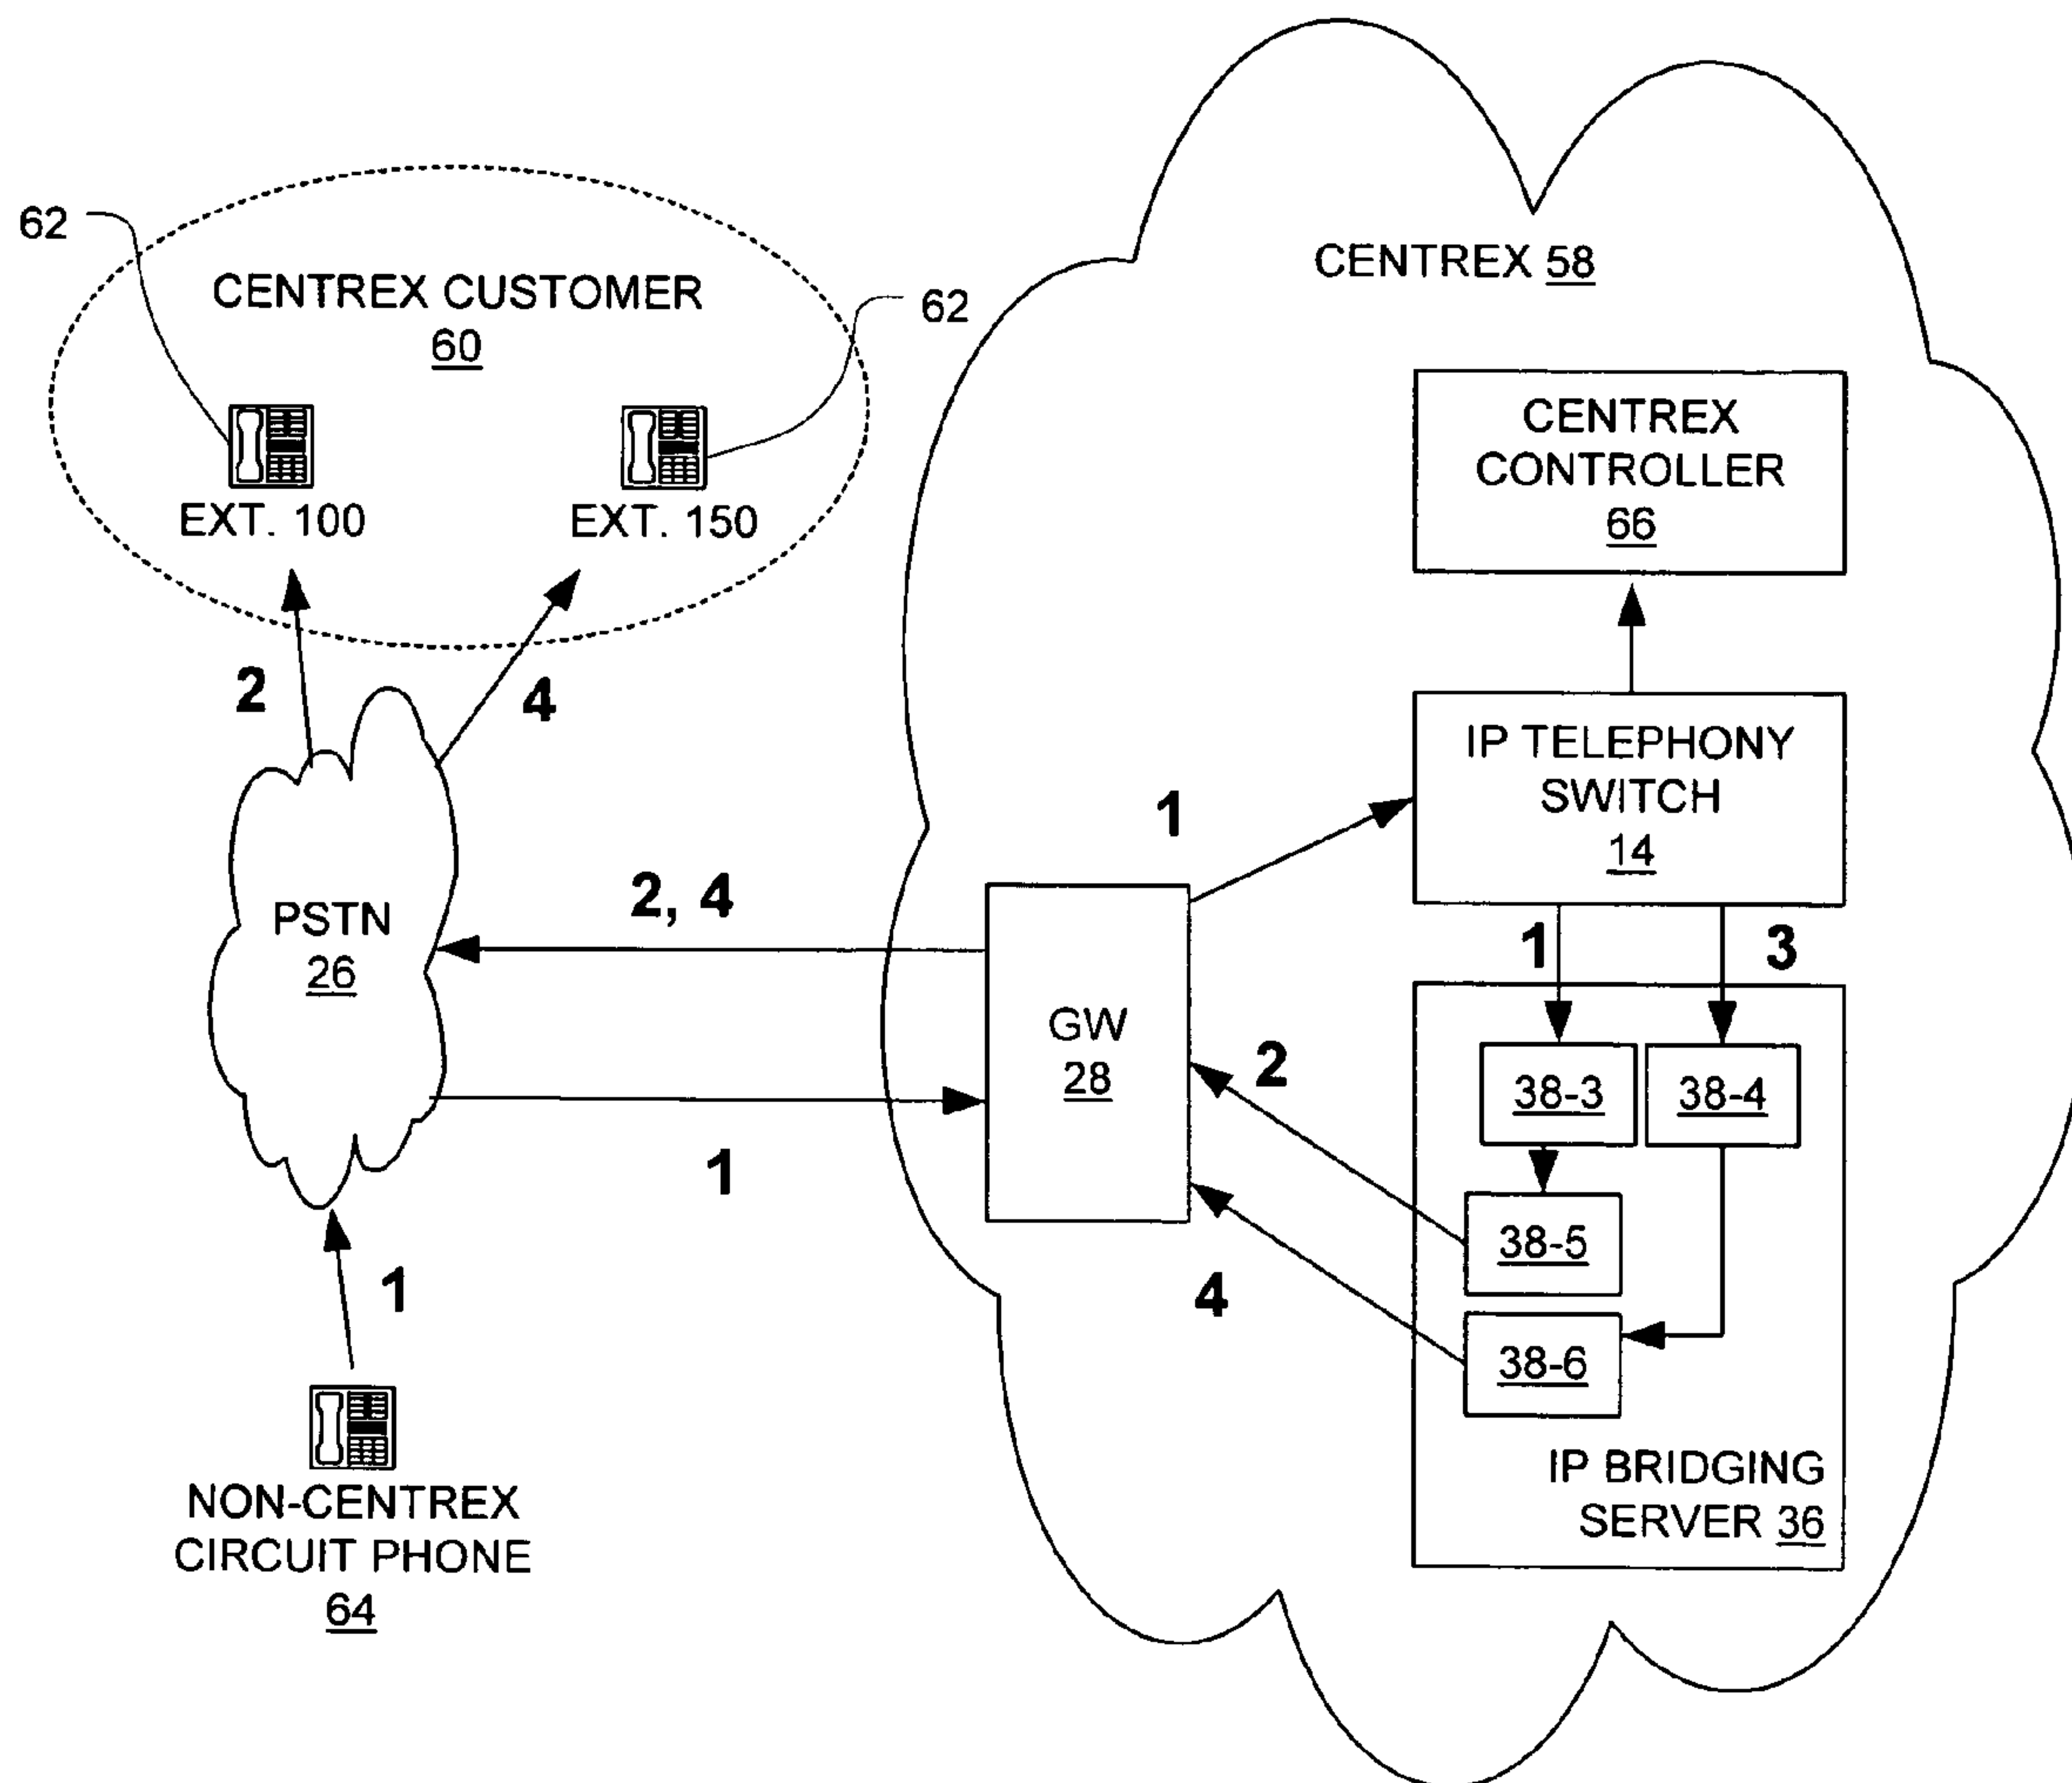 62
CENTREX CUSTOMER
60
62
EXT. 100
EXT. 150
2
4
PSTN
26
2, 4
1
1
NON-CENTREX
CIRCUIT PHONE
64
CENTREX 58
CENTREX
CONTROLLER
66
IP TELEPHONY
SWITCH
14
1
1
3
GW
28
2
4
38-3
38-4
38-5
38-6
IP BRIDGING
SERVER 36